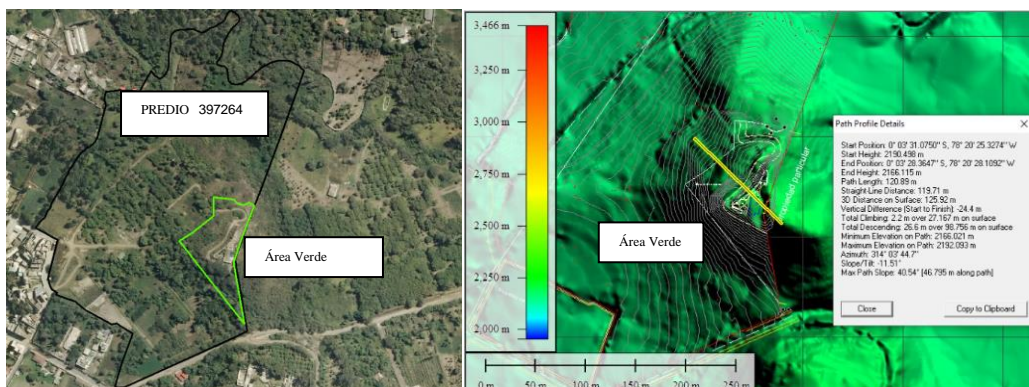 PREDIO 397264
Área Verde
3,466 m
3,250 m
3,000 m
2,750 m
2,500 m
2,250 m
2,000 m
Área Verde
0 m 50 m 100 m 150 m 200 m 250 m
Path Profile Details
Start Position: 0° 03' 31.0750" S, 78° 20' 25.3274" W
Start Height: 2190.498 m
End Position: 0° 03' 28.3647" S, 78° 20' 28.1092" W
End Height: 2166.115 m
Path Length: 120.89 m
Straight-Line Distance: 119.71 m
3D Distance on Surface: 125.92 m
Vertical Difference (Start to Finish): -24.4 m
Total Climbing: 2.2 m over 27.167 m on surface
Total Descending: 26.6 m over 98.756 m on surface
Minimum Elevation on Path: 2166.021 m
Maximum Elevation on Path: 2192.093 m
Azimuth: 314° 03' 44.7"
Slope/Tilt: -11.51°
Max Path Slope: 40.54° (46.795 m along path)
Close
Copy to Clipboard